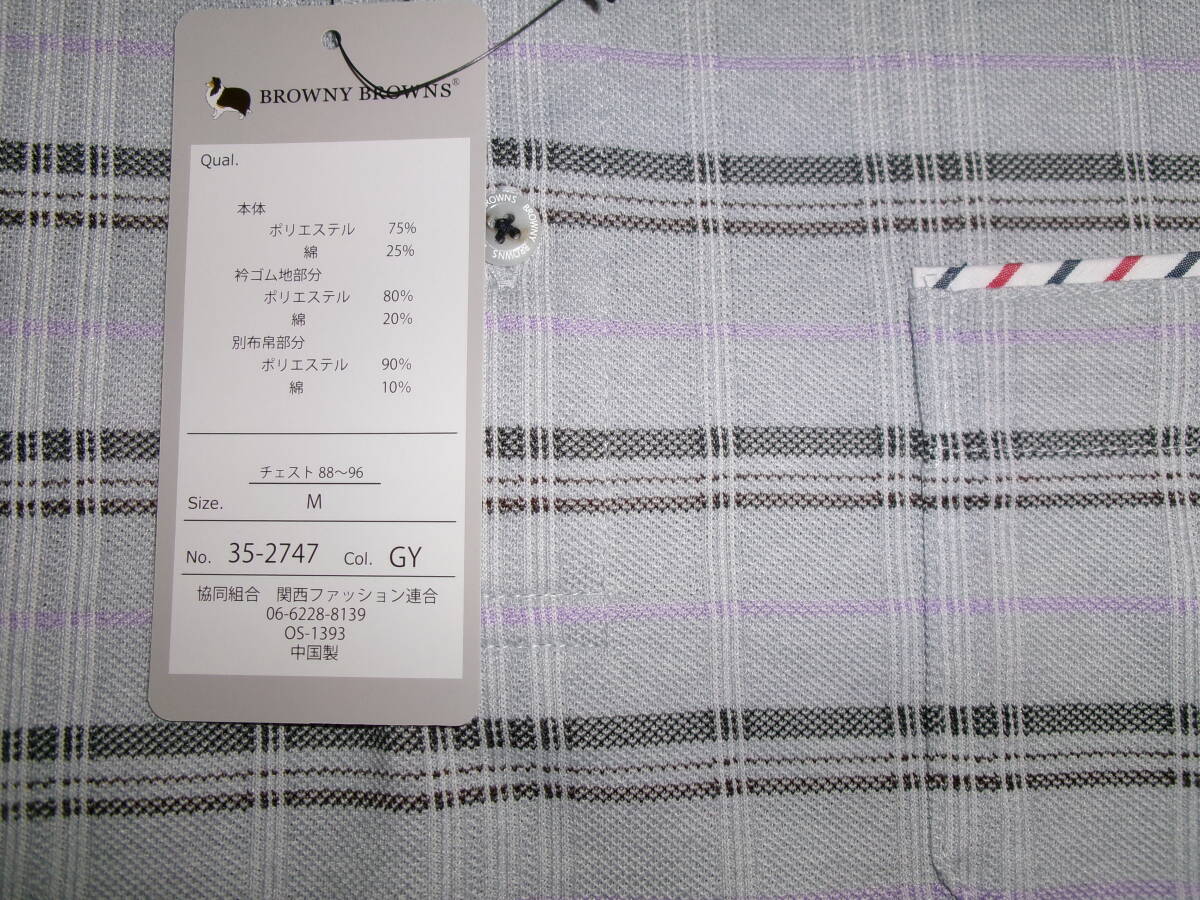 BROWNY BROWNS®
Qual.
本体
ポリエステル 75%
綿 25%
衿ゴム地部分
ポリエステル 80%
綿 20%
別布帛部分
ポリエステル 90%
綿 10%
チェスト 88～96
Size. M
No. 35-2747 Col. GY
協同組合 関西ファッション連合
06-6228-8139
OS-1393
中国製
BROWNS BROWNY BROWNS